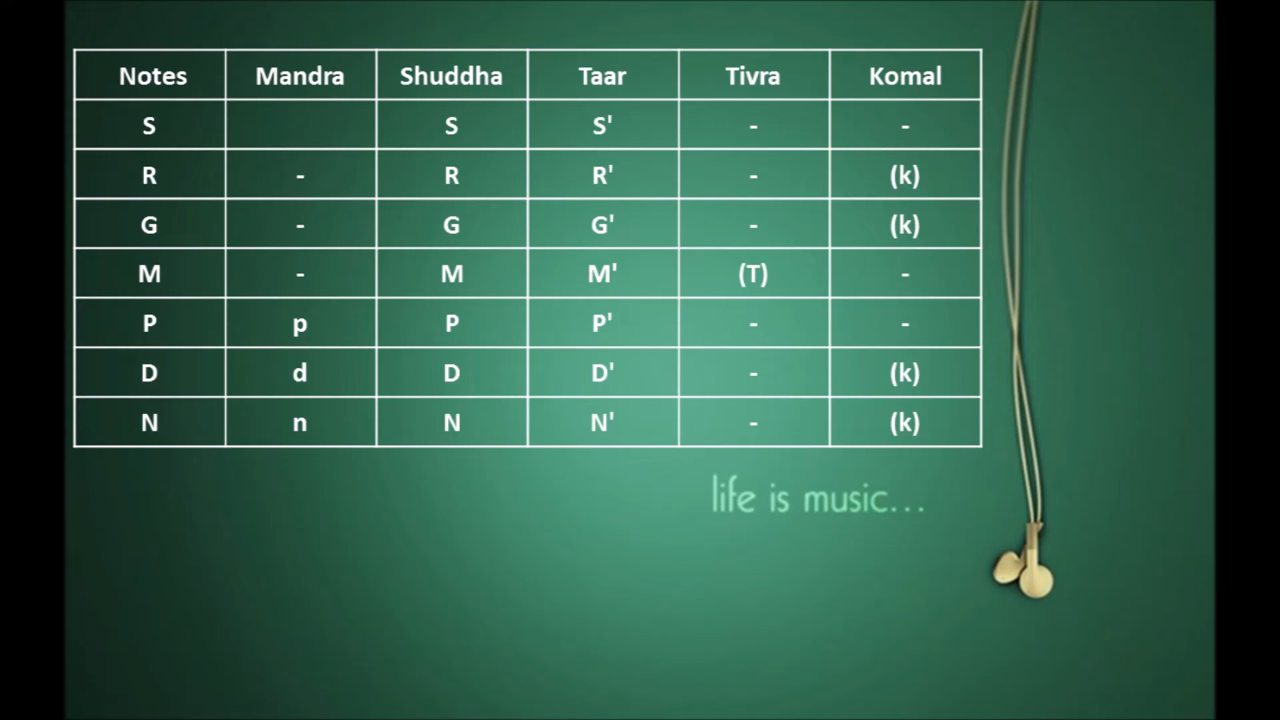 Notes Mandra Shuddha Taar Tivra Komal
S S S' - -
R - R R' - (k)
G - G G' - (k)
M - M M' (T) -
P p P P' - -
D d D D' - (k)
N n N N' - (k)
life is music...